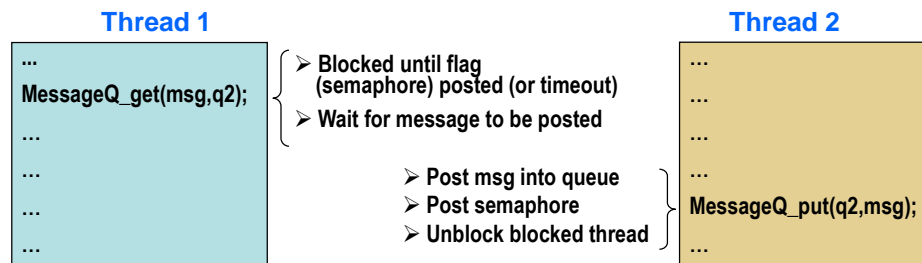 Thread 1
...
MessageQ_get(msg,q2);
...
...
...
...
➢ Blocked until flag
(semaphore) posted (or timeout)
➢ Wait for message to be posted
➢ Post msg into queue
➢ Post semaphore
➢ Unblock blocked thread
Thread 2
...
...
...
...
MessageQ_put(q2,msg);
...